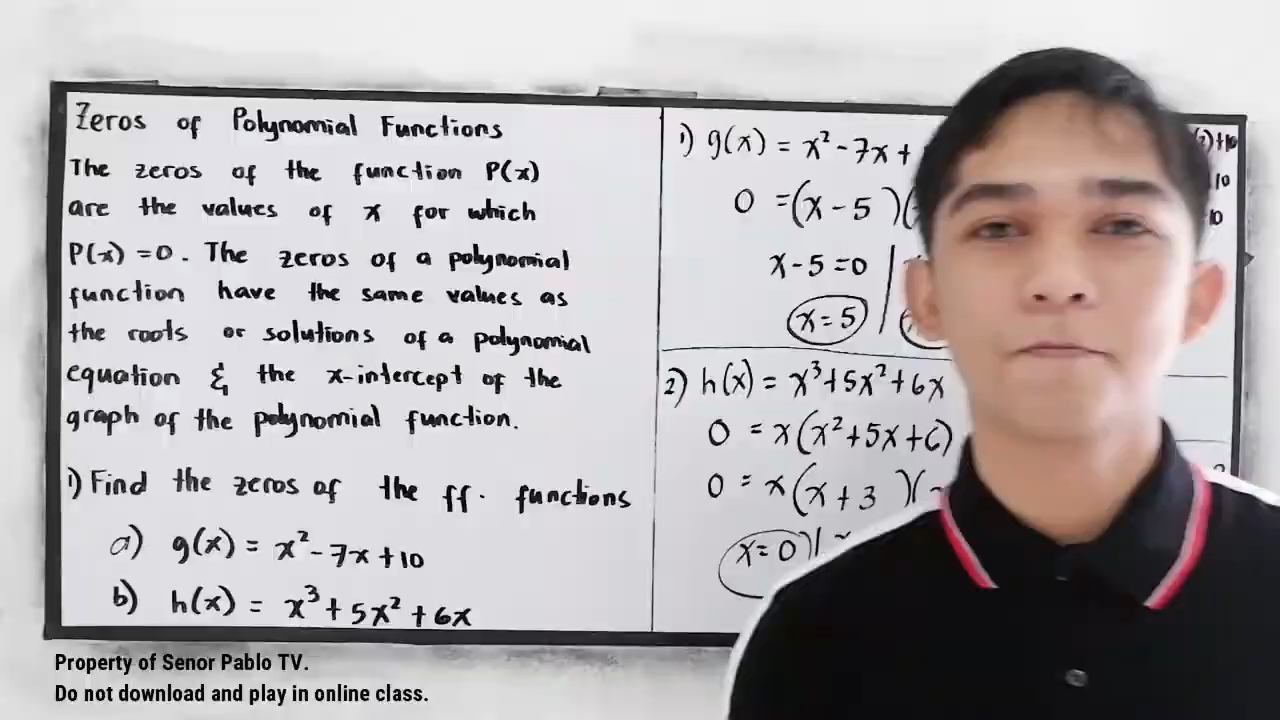 Zeros of Polynomial Functions
The zeros of the function P(x)
are the values of x for which
P(x) = 0. The zeros of a polynomial
function have the same values as
the roots or solutions of a polynomial
equation & the x-intercept of the
graph of the polynomial function.
1) Find the zeros of the ff. functions
a) g(x) = x² - 7x + 10
b) h(x) = x³ + 5x² + 6x
1) g(x) = x² - 7x +
0 = (x - 5 )(
x - 5 = 0
x = 5
2) h(x) = x³ + 5x² + 6x
0 = x(x² + 5x + 6)
0 = x(x + 3 )(
x = 0
Property of Senor Pablo TV.
Do not download and play in online class.